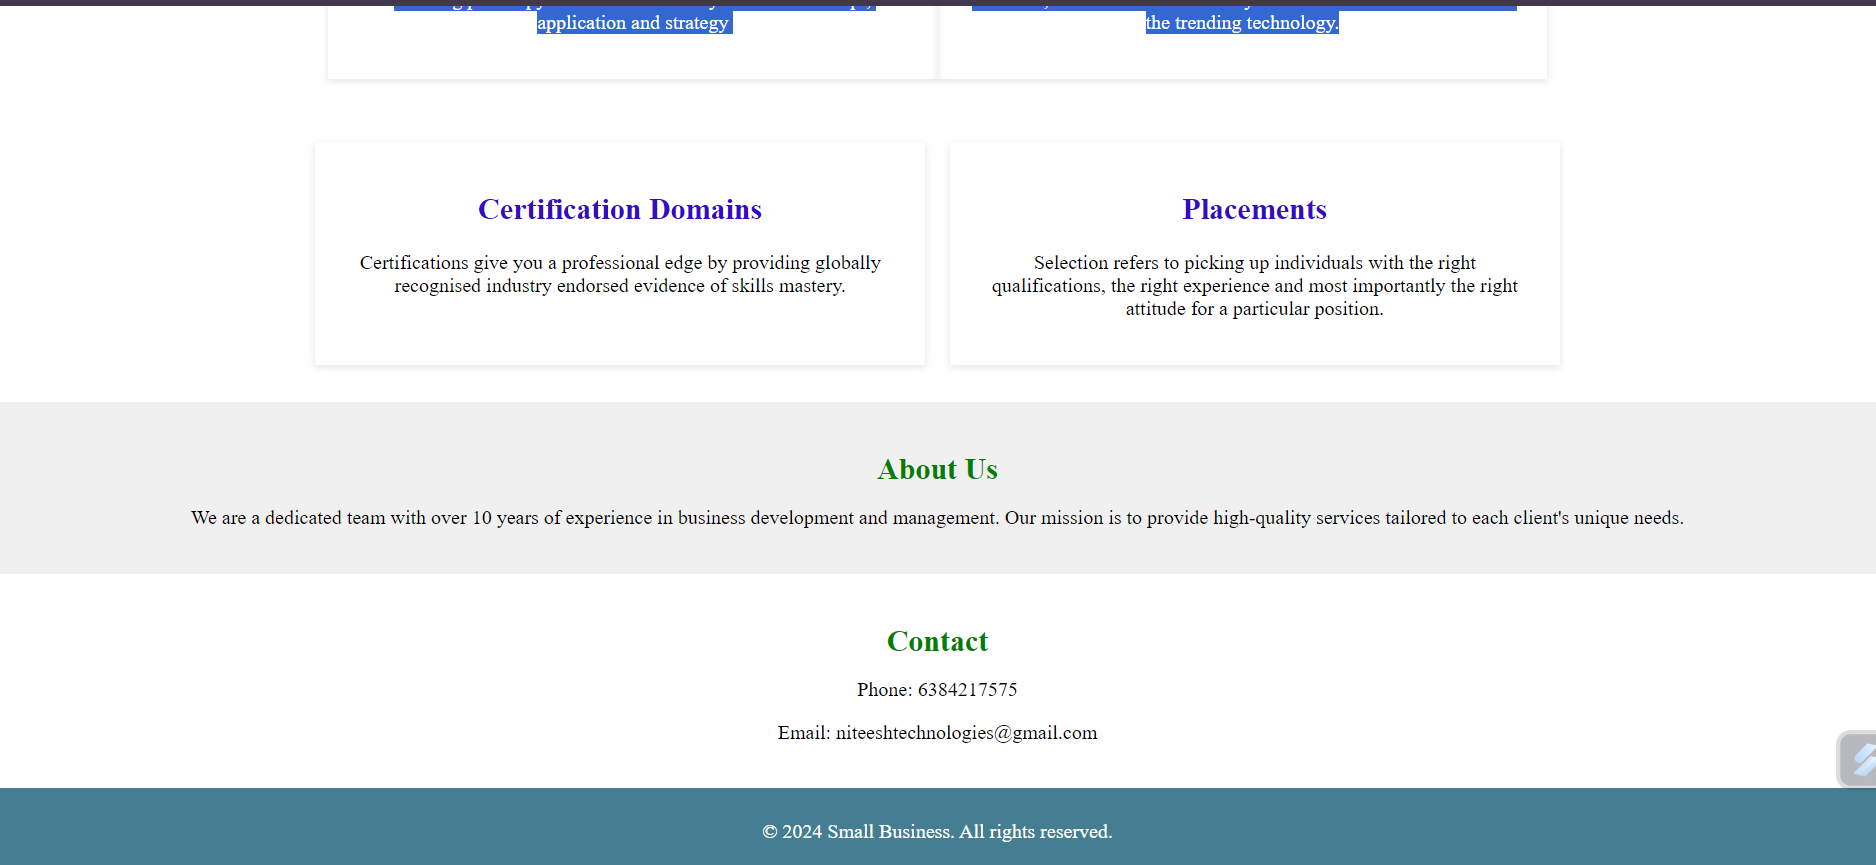 application and strategy
the trending technology.
Certification Domains
Certifications give you a professional edge by providing globally
recognised industry endorsed evidence of skills mastery.
Placements
Selection refers to picking up individuals with the right
qualifications, the right experience and most importantly the right
attitude for a particular position.
About Us
We are a dedicated team with over 10 years of experience in business development and management. Our mission is to provide high-quality services tailored to each client's unique needs.
Contact
Phone: 6384217575
Email: niteeshtechnologies@gmail.com
© 2024 Small Business. All rights reserved.